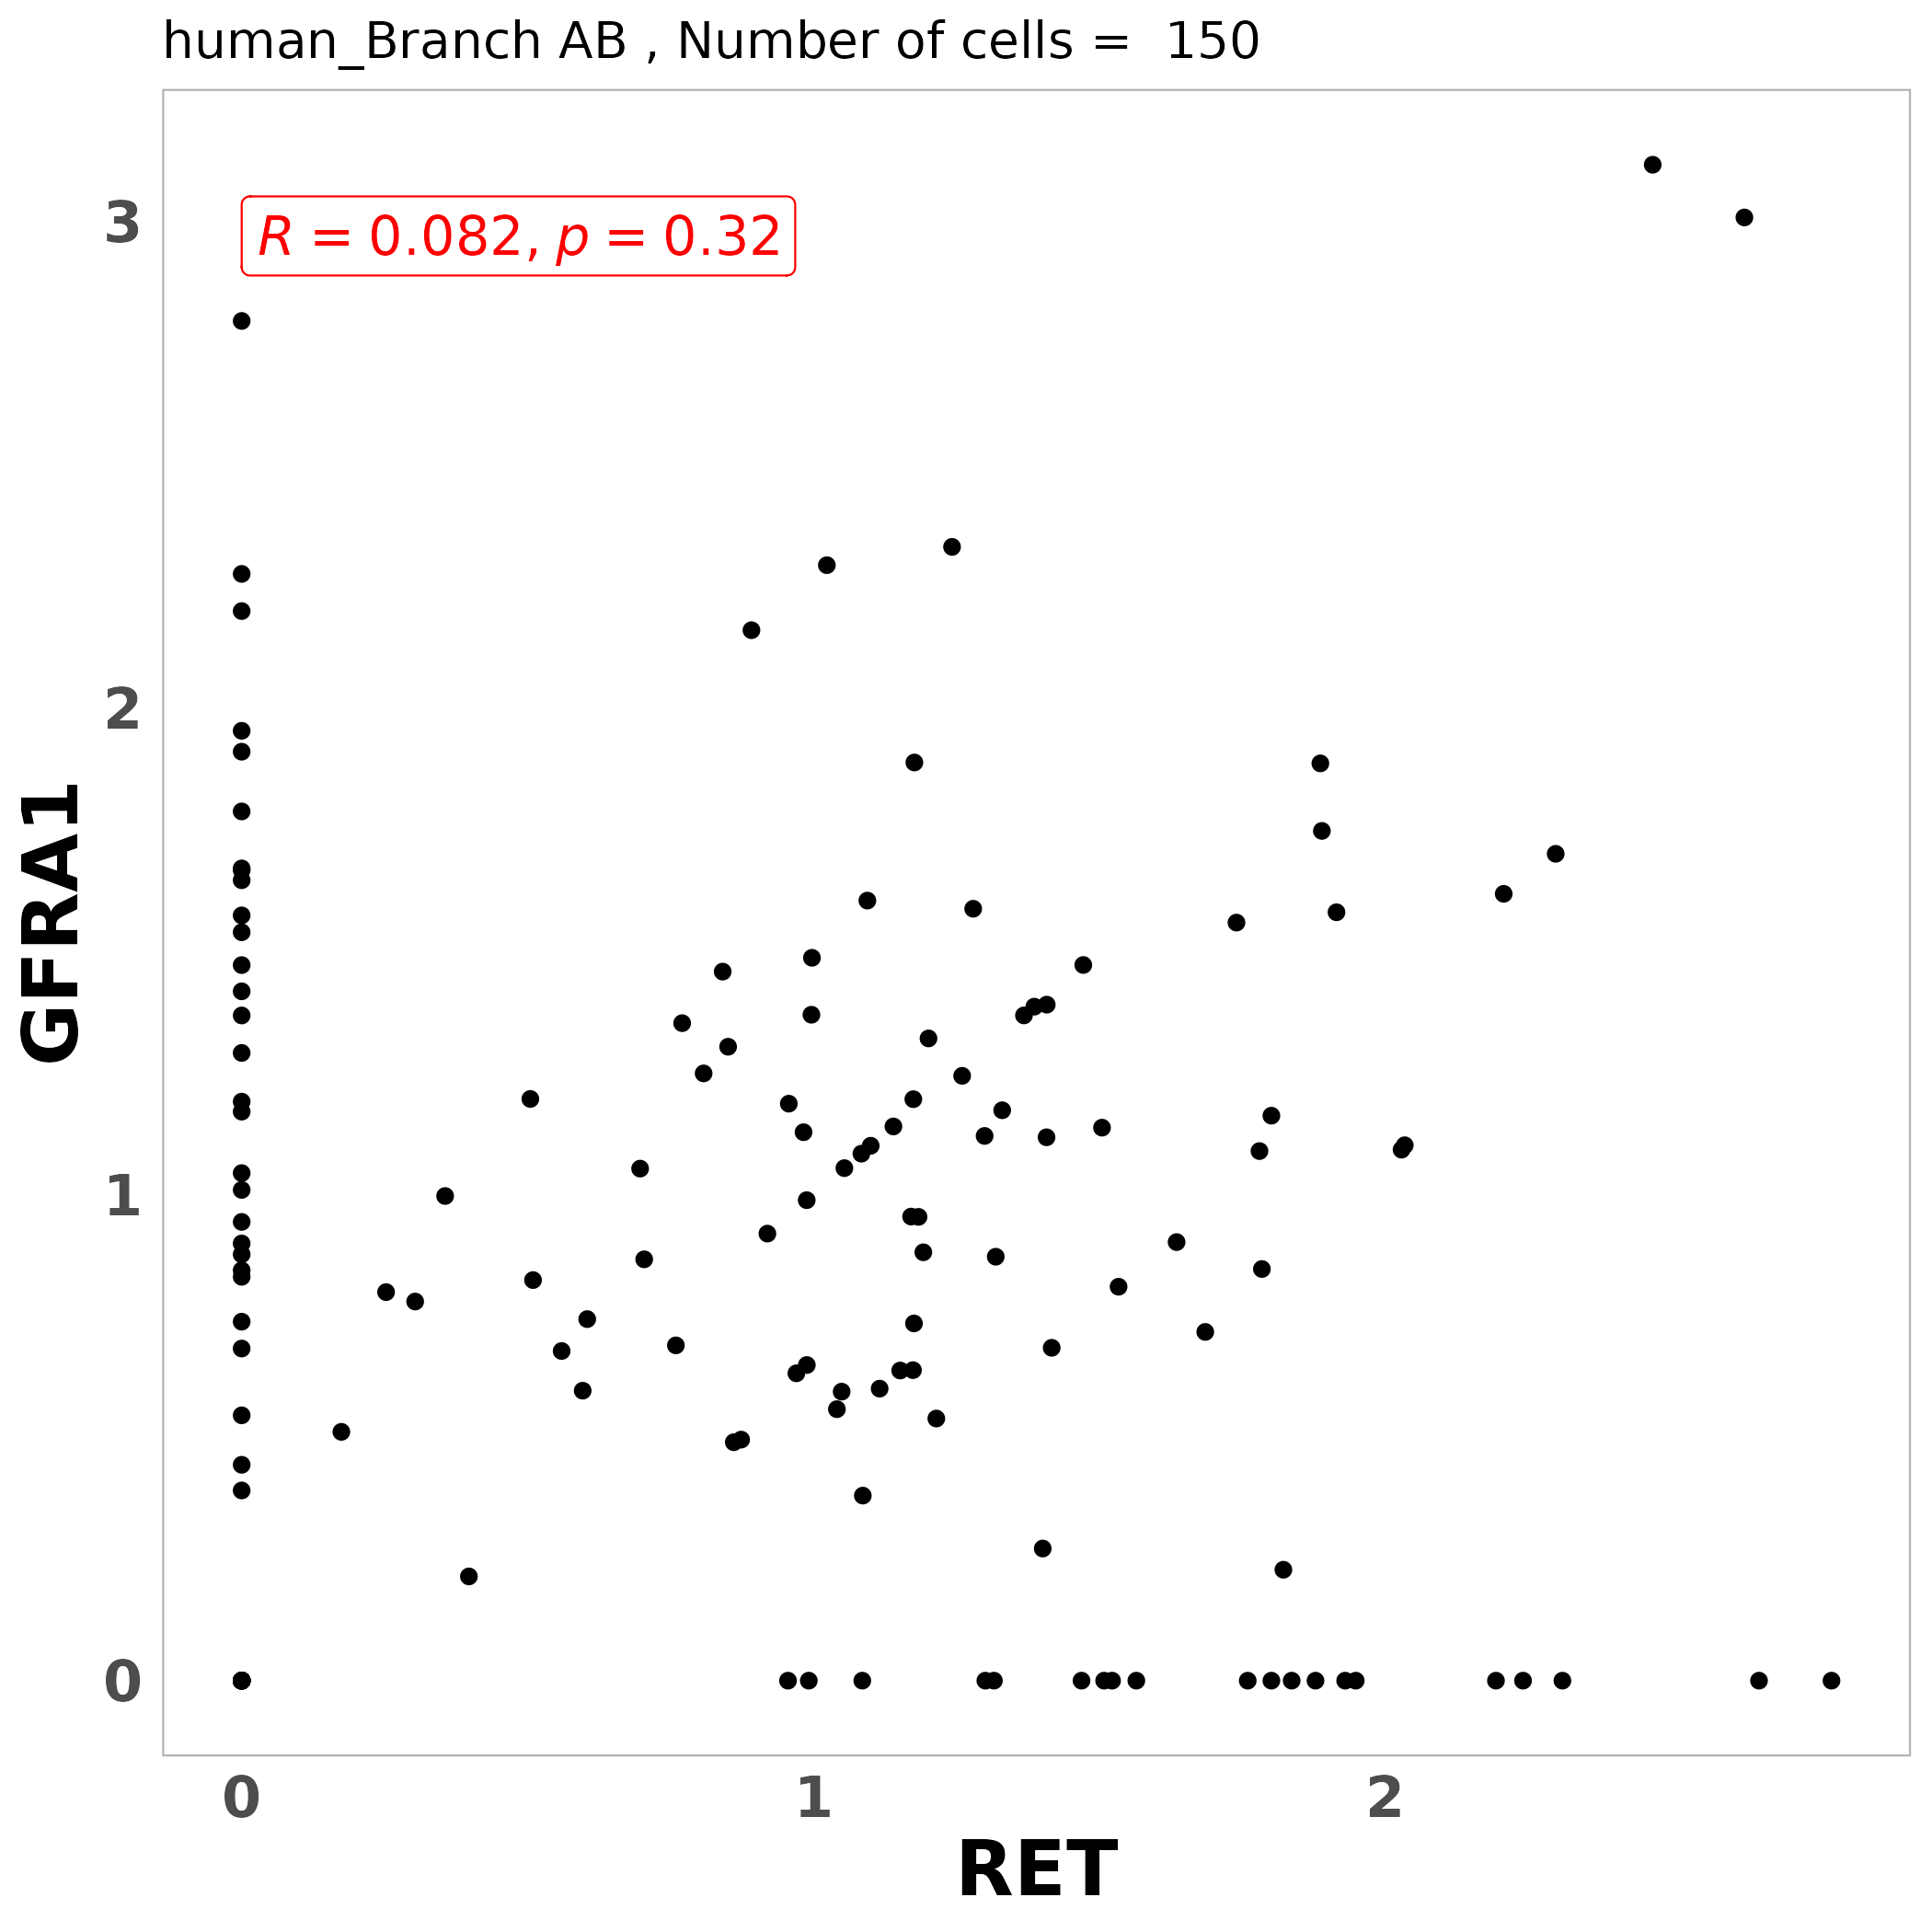 human_Branch AB , Number of cells =  150
R = 0.082, p = 0.32
3
2
1
0
GFRA1
0 1 2
RET